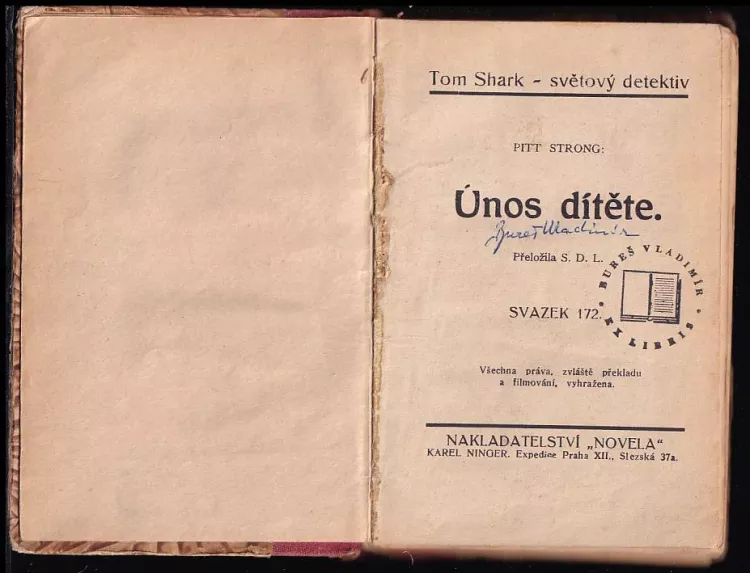 Tom Shark - světový detektiv
PITT STRONG:
Únos dítěte.
Bureš Vladimír
Přeložila S. D. L.
BUREŠ VLADIMÍR
EX LIBRIS
SVAZEK 172.
Všechna práva, zvláště překladu
a filmování, vyhražena.
NAKLADATELSTVÍ „NOVELA“
KAREL NINGER. Expedice Praha XII., Slezská 37a.